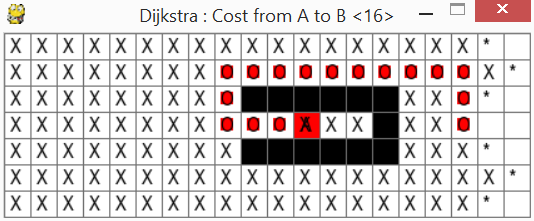 Dijkstra : Cost from A to B <16>
X X X X X X X X X X X X X X X X X X *
X X X X X X X X O O O O O O O O O O X *
X X X X X X X X O X X O *
X X X X X X X X O O O X X X X X O
X X X X X X X X X X X X *
X X X X X X X X X X X X X X X X X X X *
X X X X X X X X X X X X X X X X X X *